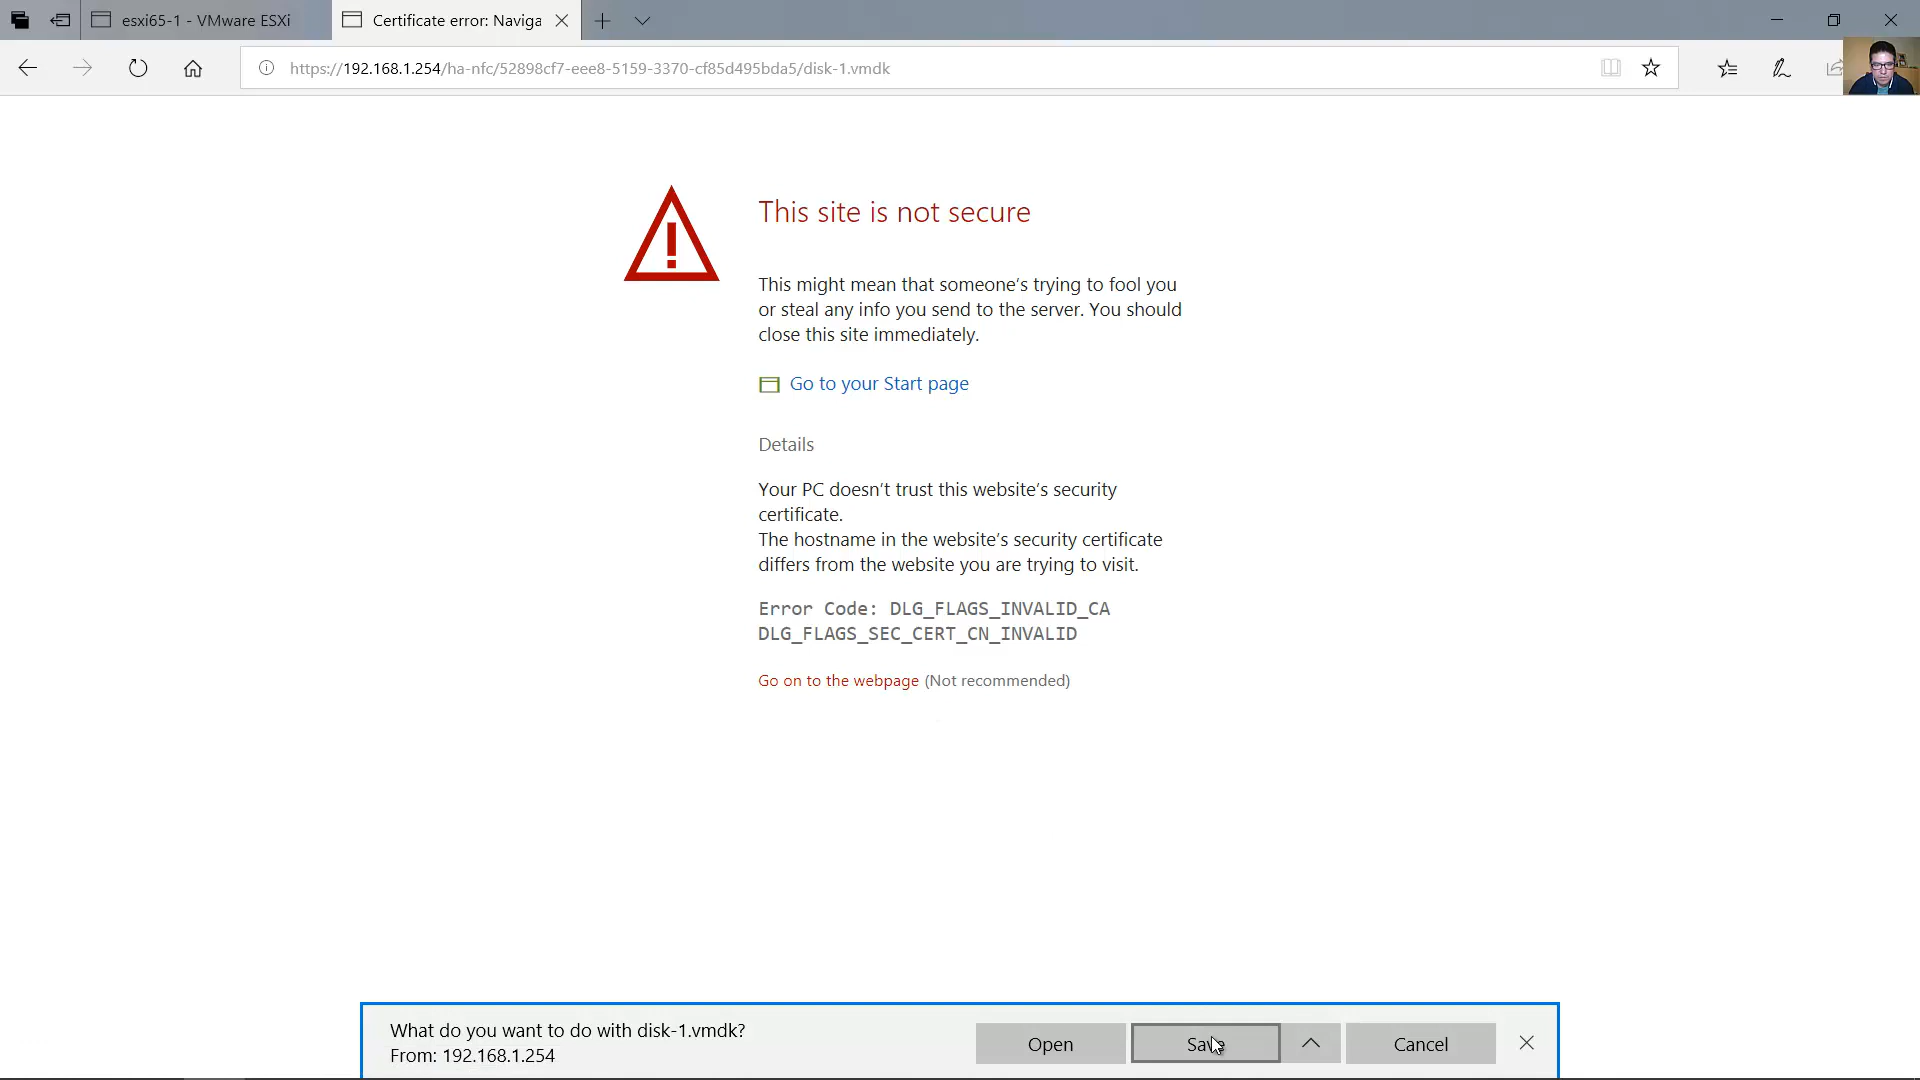 esxi65-1 - VMware ESXi
Certificate error: Naviga
https://192.168.1.254/ha-nfc/52898cf7-eee8-5159-3370-cf85d495bda5/disk-1.vmdk
This site is not secure
This might mean that someone's trying to fool you
or steal any info you send to the server. You should
close this site immediately.
Go to your Start page
Details
Your PC doesn't trust this website's security
certificate.
The hostname in the website's security certificate
differs from the website you are trying to visit.
Error Code: DLG_FLAGS_INVALID_CA
DLG_FLAGS_SEC_CERT_CN_INVALID
Go on to the webpage (Not recommended)
What do you want to do with disk-1.vmdk?
From: 192.168.1.254
Open
Save
Cancel